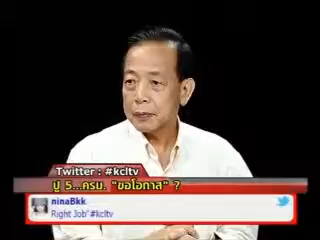 Twitter : #kcltv
ปู 5...ครม. "ขอโอกาส" ?
ninaBkk
Right Job"#kcltv